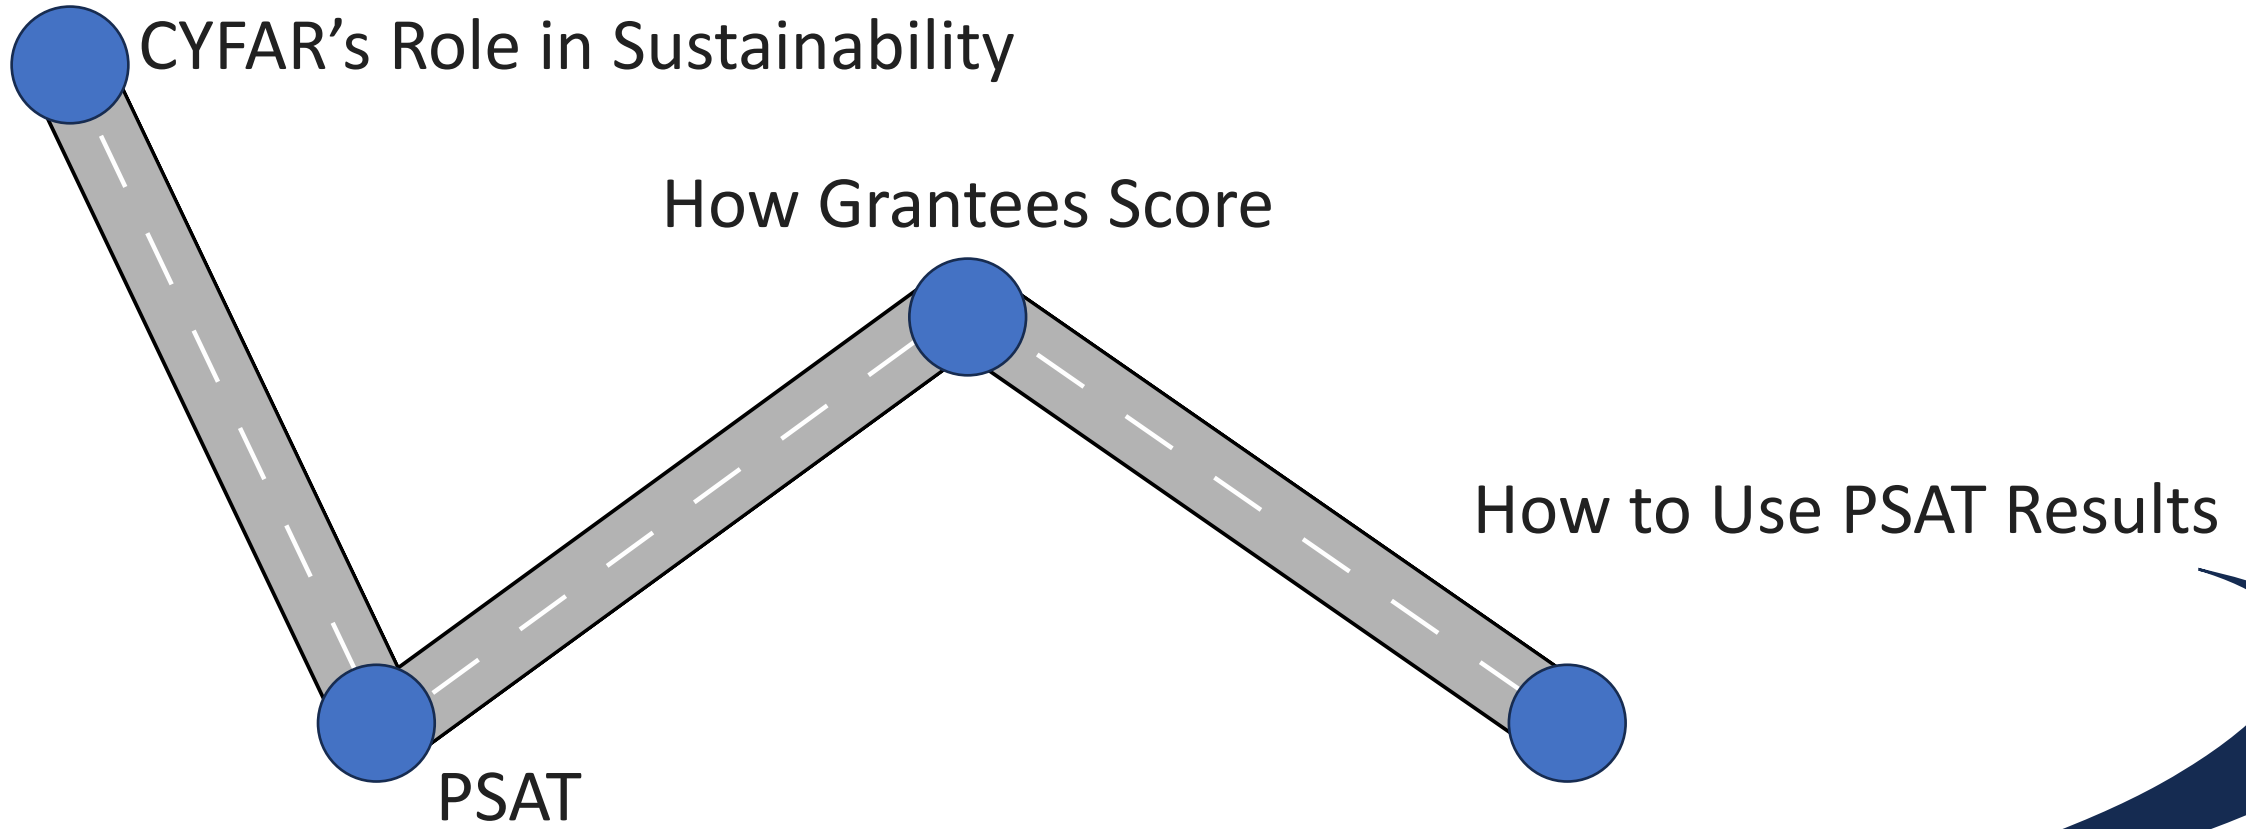 CYFAR’s Role in Sustainability
How Grantees Score
How to Use PSAT Results
PSAT